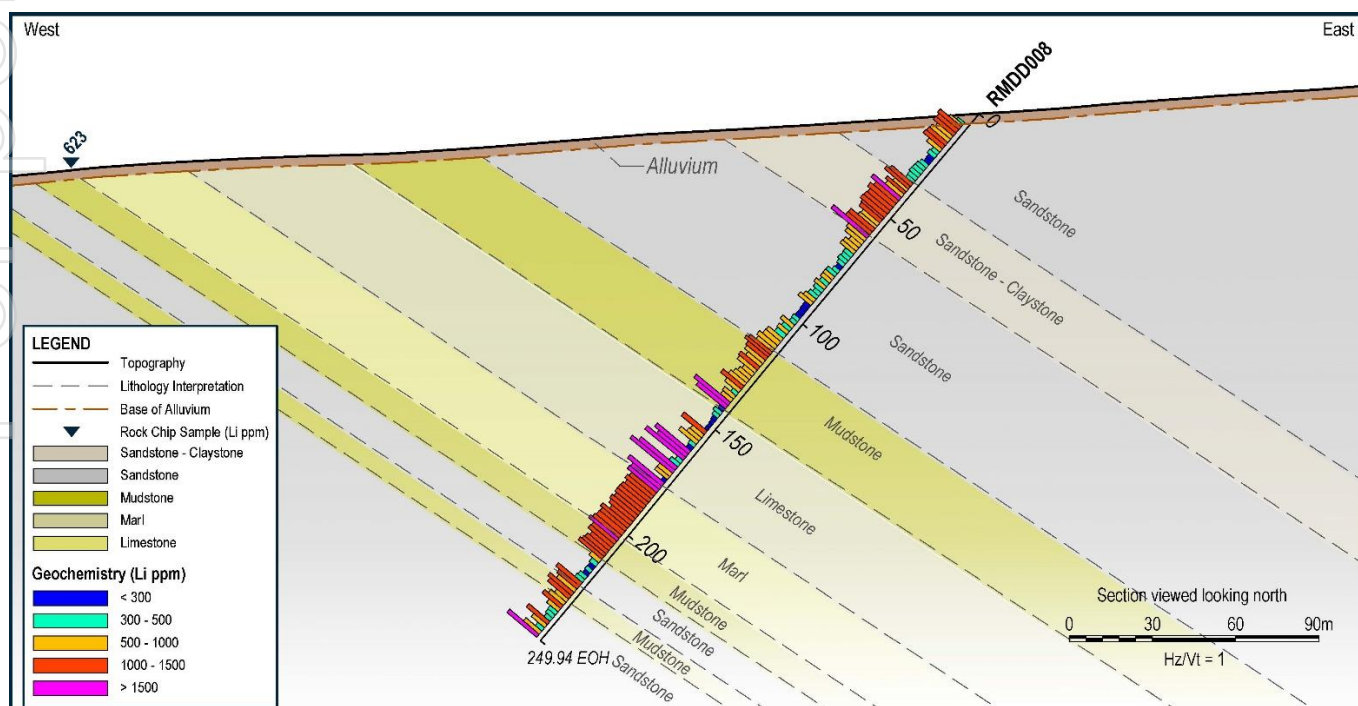 West
East
RMDD008
623
0
Alluvium
Sandstone
50
Sandstone - Claystone
Sandstone
100
Mudstone
150
Limestone
200
Marl
Mudstone
Sandstone
Mudstone
Sandstone
249.94 EOH
LEGEND
Topography
Lithology Interpretation
Base of Alluvium
Rock Chip Sample (Li ppm)
Sandstone - Claystone
Sandstone
Mudstone
Marl
Limestone
Geochemistry (Li ppm)
< 300
300 - 500
500 - 1000
1000 - 1500
> 1500
Section viewed looking north
0 30 60 90m
Hz/Vt = 1